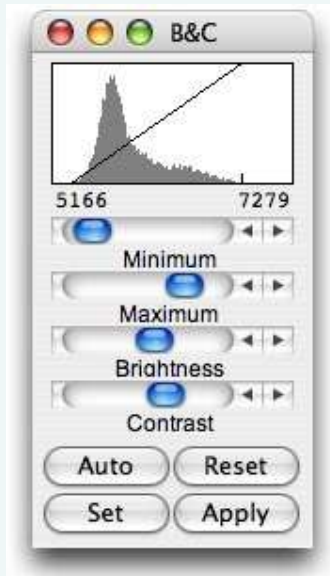 B&C
5166 7279
Minimum
Maximum
Brightness
Contrast
Auto Reset
Set Apply